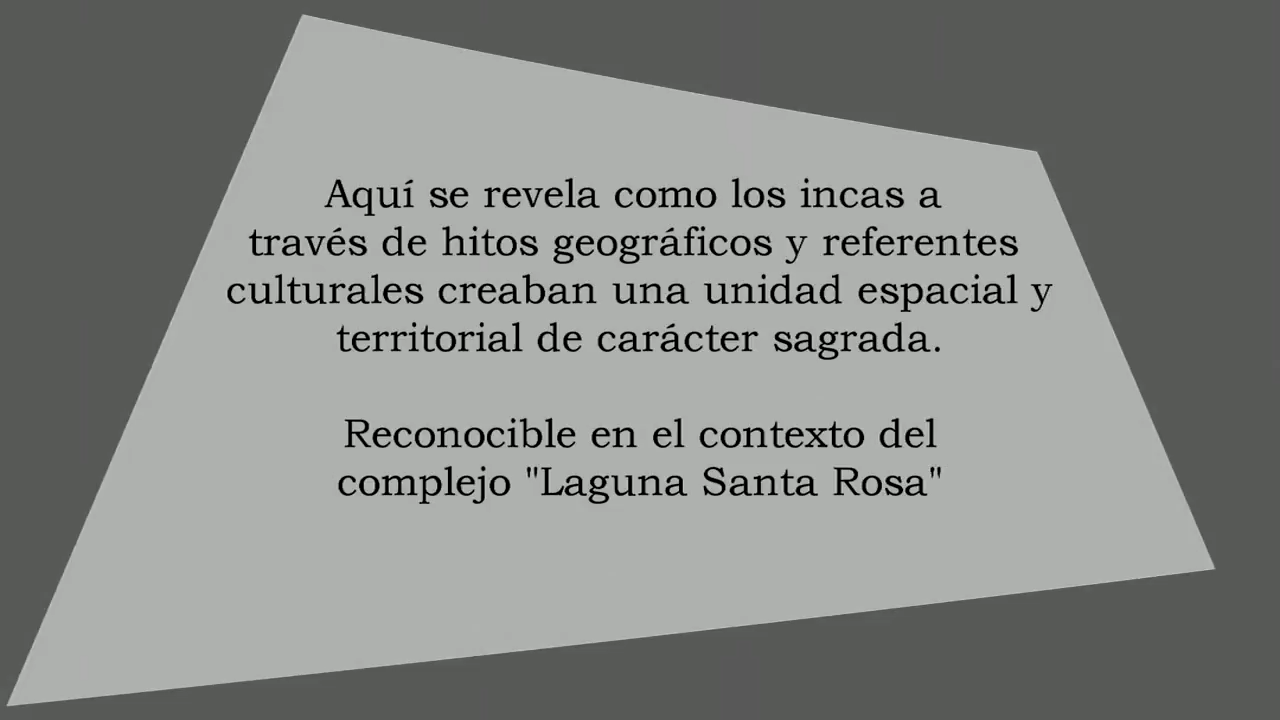 Aquí se revela como los incas a
través de hitos geográficos y referentes
culturales creaban una unidad espacial y
territorial de carácter sagrada.
Reconocible en el contexto del
complejo "Laguna Santa Rosa"